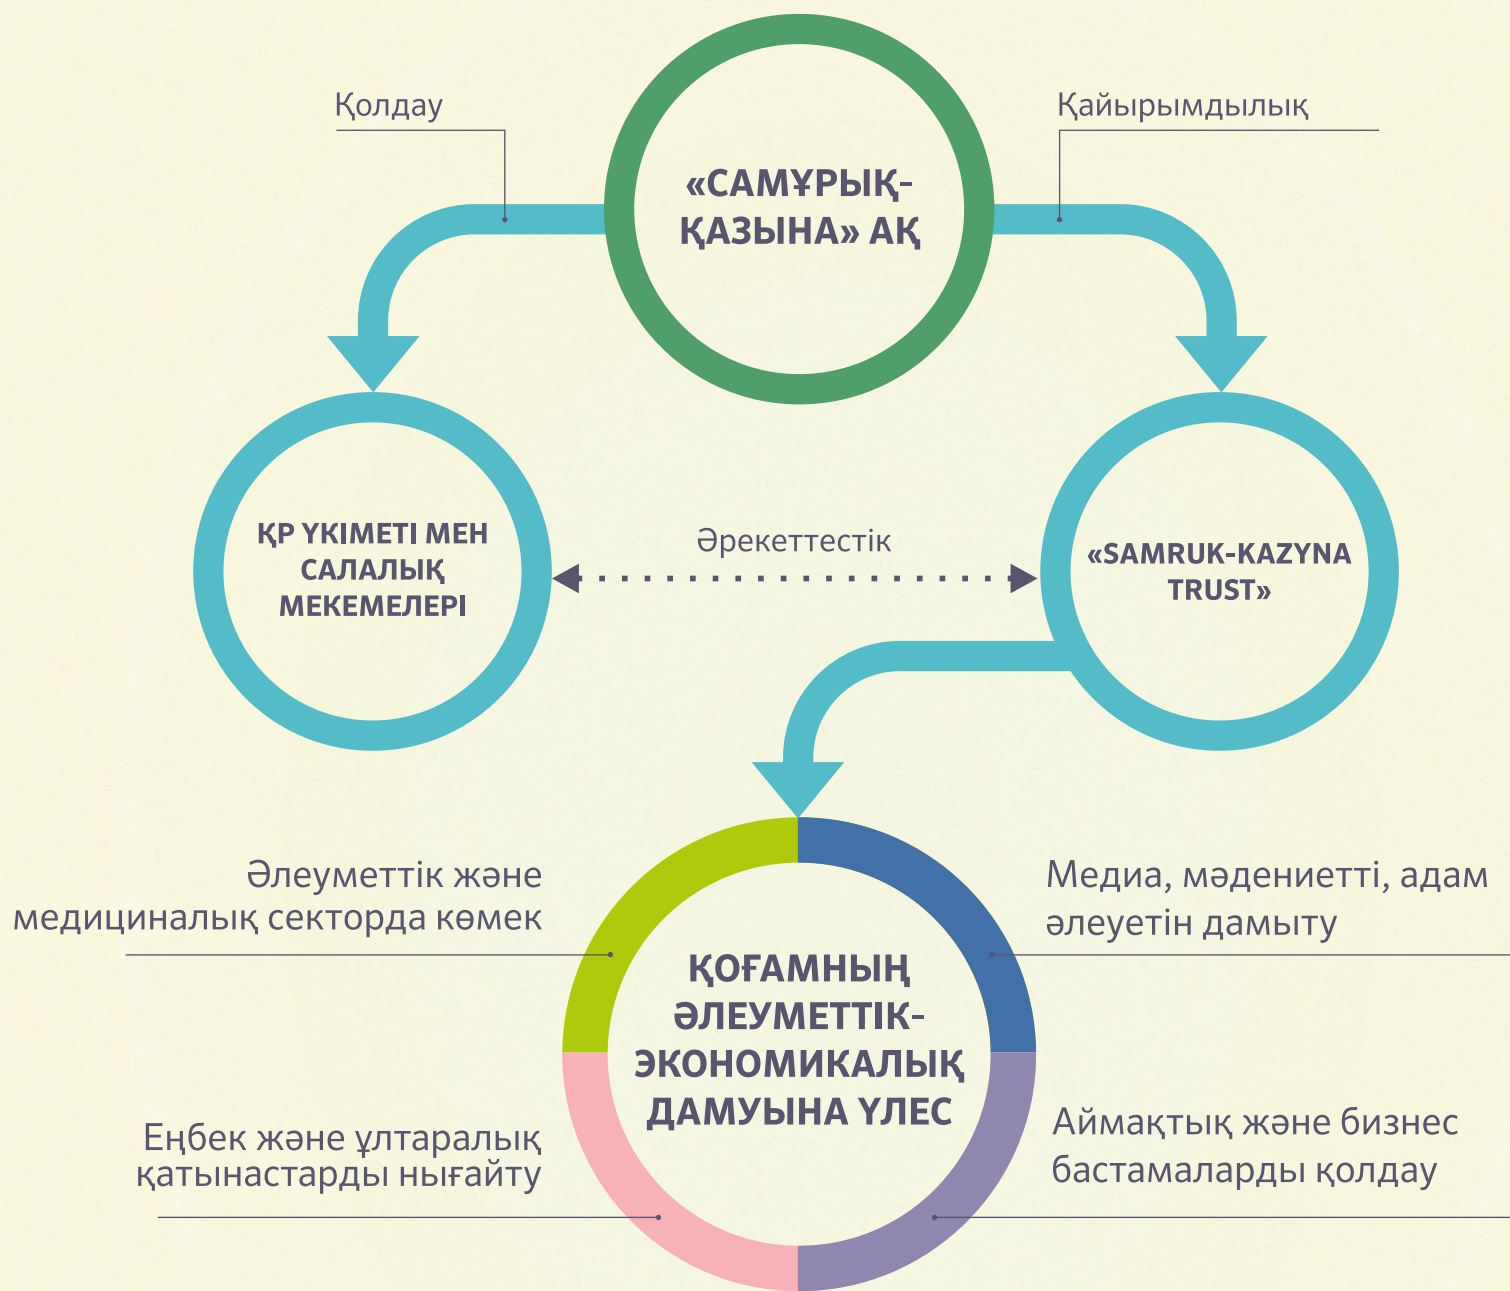 Қолдау
Қайырымдылық
«САМҰРЫҚ-
ҚАЗЫНА» АҚ
ҚР ҮКІМЕТІ МЕН
САЛАЛЫҚ
МЕКЕМЕЛЕРІ
Әрекеттестік
«SAMRUK-KAZYNA
TRUST»
Әлеуметтік және
медициналық секторда көмек
Медиа, мәдениетті, адам
әлеуетін дамыту
ҚОҒАМНЫҢ
ӘЛЕУМЕТТІК-
ЭКОНОМИКАЛЫҚ
ДАМУЫНА ҮЛЕС
Еңбек және ұлтаралық
қатынастарды нығайту
Аймақтық және бизнес
бастамаларды қолдау